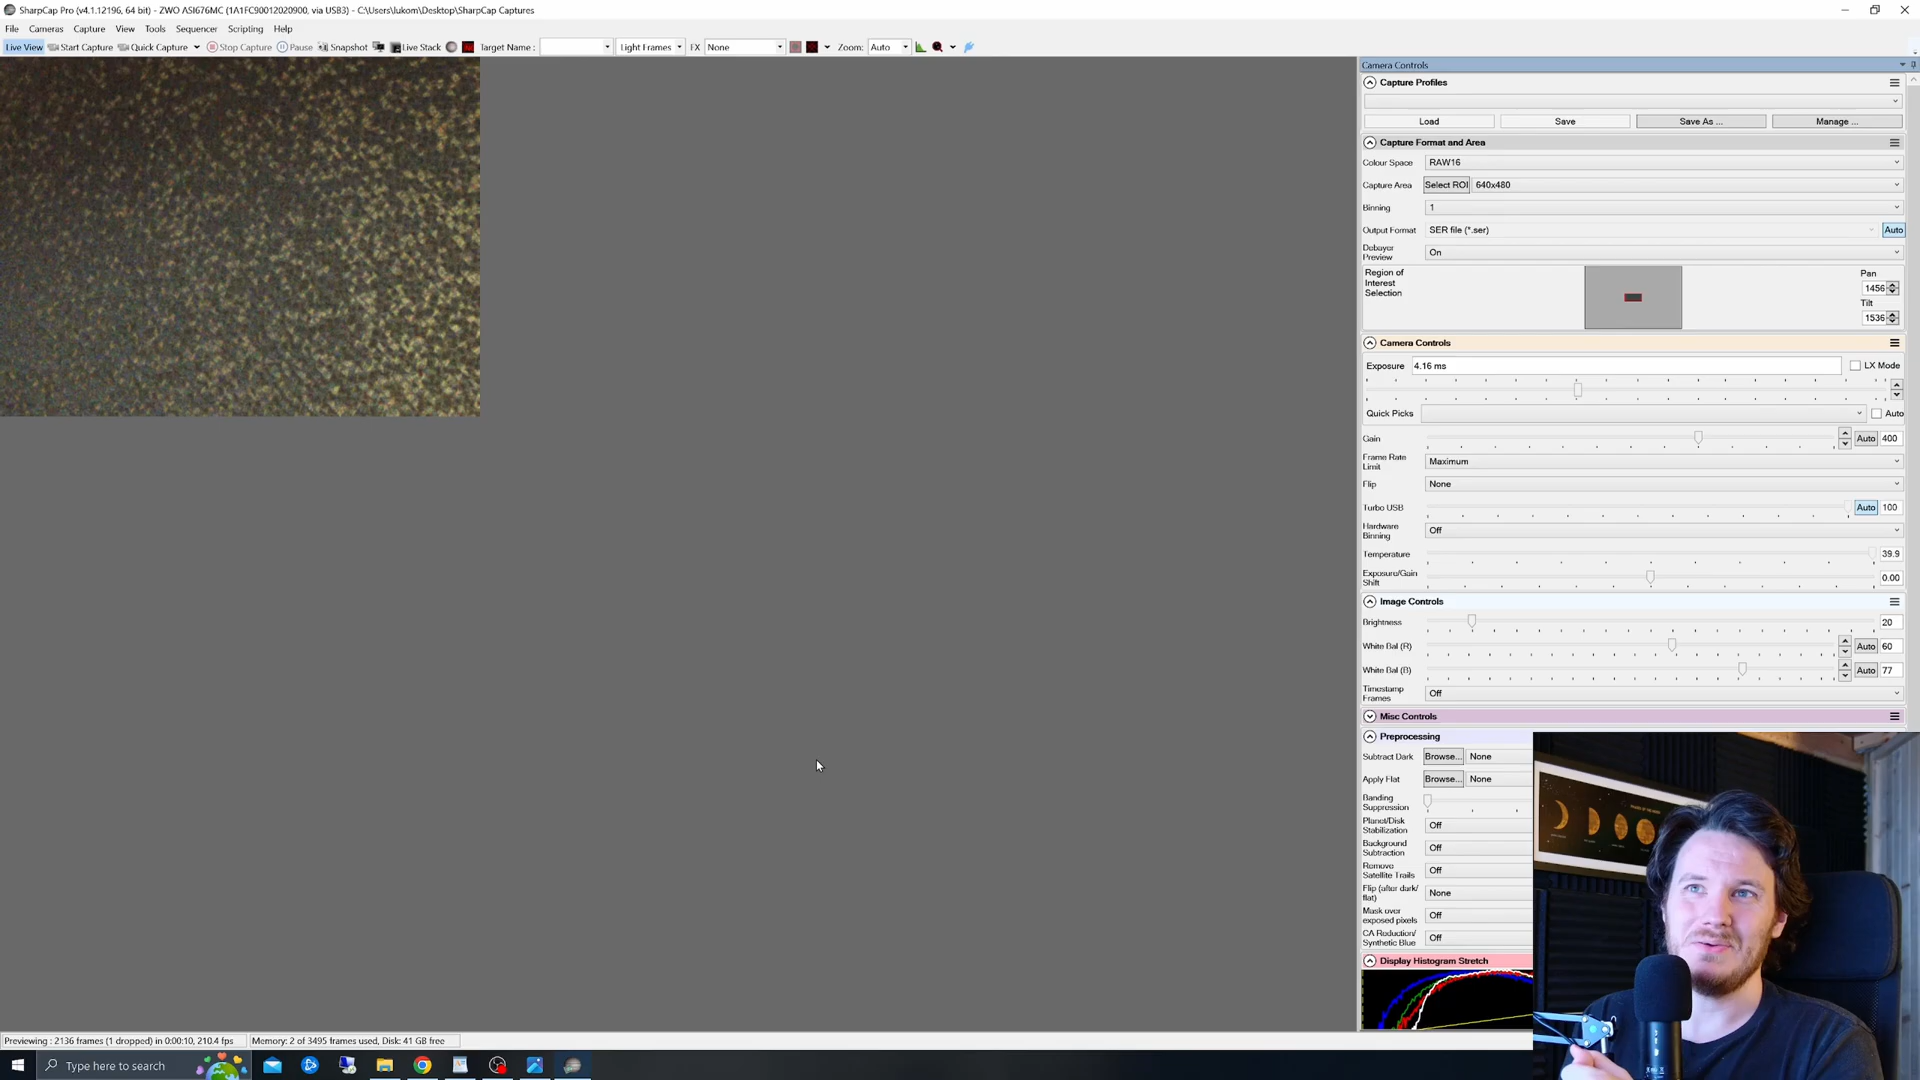 SharpCap Pro (v4.1.12196, 64 bit) - ZWO ASI676MC (1A1FC90012020900, via USB3) - C:\Users\lukom\Desktop\SharpCap Captures
File Cameras Capture View Tools Sequencer Scripting Help
Live View Start Capture Quick Capture Stop Capture Pause Snapshot Live Stack Target Name : Light Frames FX None Zoom: Auto
Camera Controls
Capture Profiles
Load Save Save As ... Manage ...
Capture Format and Area
Colour Space RAW16
Capture Area Select ROI 640x480
Binning 1
Output Format SER file (*.ser) Auto
Debayer
Preview On
Region of
Interest
Selection
Pan
1456
Tilt
1536
Camera Controls
Exposure 4.16 ms LX Mode
Quick Picks Auto
Gain Auto 400
Frame Rate
Limit Maximum
Flip None
Turbo USB Auto 100
Hardware
Binning Off
Temperature 39.9
Exposure/Gain
Shift 0.00
Image Controls
Brightness 20
White Bal (R) Auto 60
White Bal (B) Auto 77
Timestamp
Frames Off
Misc Controls
Preprocessing
Subtract Dark Browse... None
Apply Flat Browse... None
Banding
Suppression
Planet/Disk
Stabilization Off
Background
Subtraction Off
Remove
Satellite Trails Off
Flip (after dark/
flat) None
Mask over
exposed pixels Off
CA Reduction/
Synthetic Blue Off
Display Histogram Stretch
Previewing : 2136 frames (1 dropped) in 0:00:10, 210.4 fps Memory: 2 of 3495 frames used, Disk: 41 GB free
Type here to search